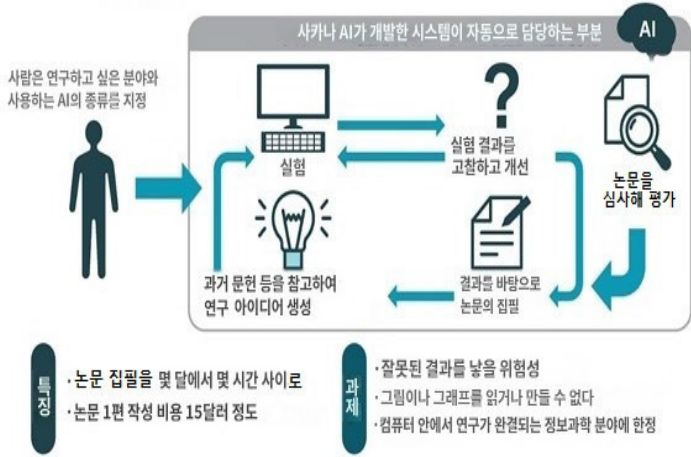 사카나 AI가 개발한 시스템이 자동으로 담당하는 부분
AI
사람은 연구하고 싶은 분야와
사용하는 AI의 종류를 지정
실험
실험 결과를
고찰하고 개선
논문을
심사해 평가
과거 문헌 등을 참고하여
연구 아이디어 생성
결과를 바탕으로
논문의 집필
특징
· 논문 집필을 몇 달에서 몇 시간 사이로
· 논문 1편 작성 비용 15달러 정도
과제
· 잘못된 결과를 낳을 위험성
· 그림이나 그래프를 읽거나 만들 수 없다
· 컴퓨터 안에서 연구가 완결되는 정보과학 분야에 한정